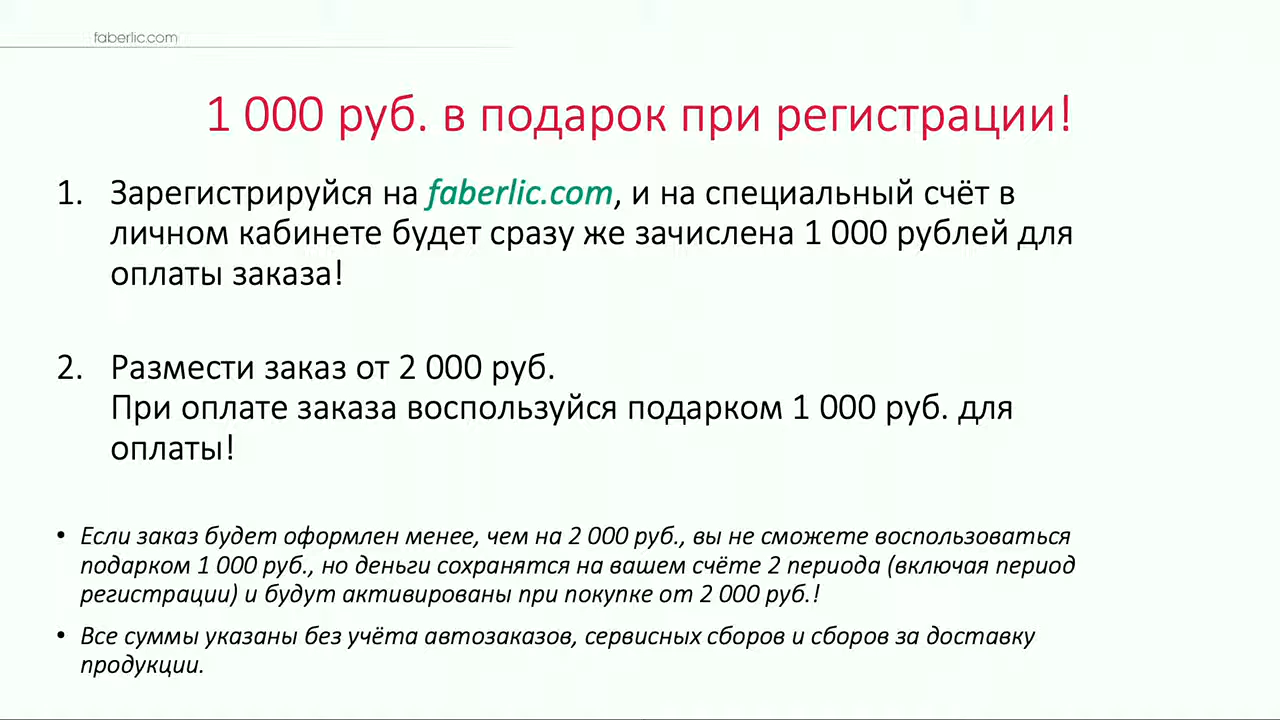 faberlic.com
1 000 руб. в подарок при регистрации!
1. Зарегистрируйся на faberlic.com, и на специальный счёт в
личном кабинете будет сразу же зачислена 1 000 рублей для
оплаты заказа!
2. Размести заказ от 2 000 руб.
При оплате заказа воспользуйся подарком 1 000 руб. для
оплаты!
• Если заказ будет оформлен менее, чем на 2 000 руб., вы не сможете воспользоваться
подарком 1 000 руб., но деньги сохранятся на вашем счёте 2 периода (включая период
регистрации) и будут активированы при покупке от 2 000 руб.!
• Все суммы указаны без учёта автозаказов, сервисных сборов и сборов за доставку
продукции.